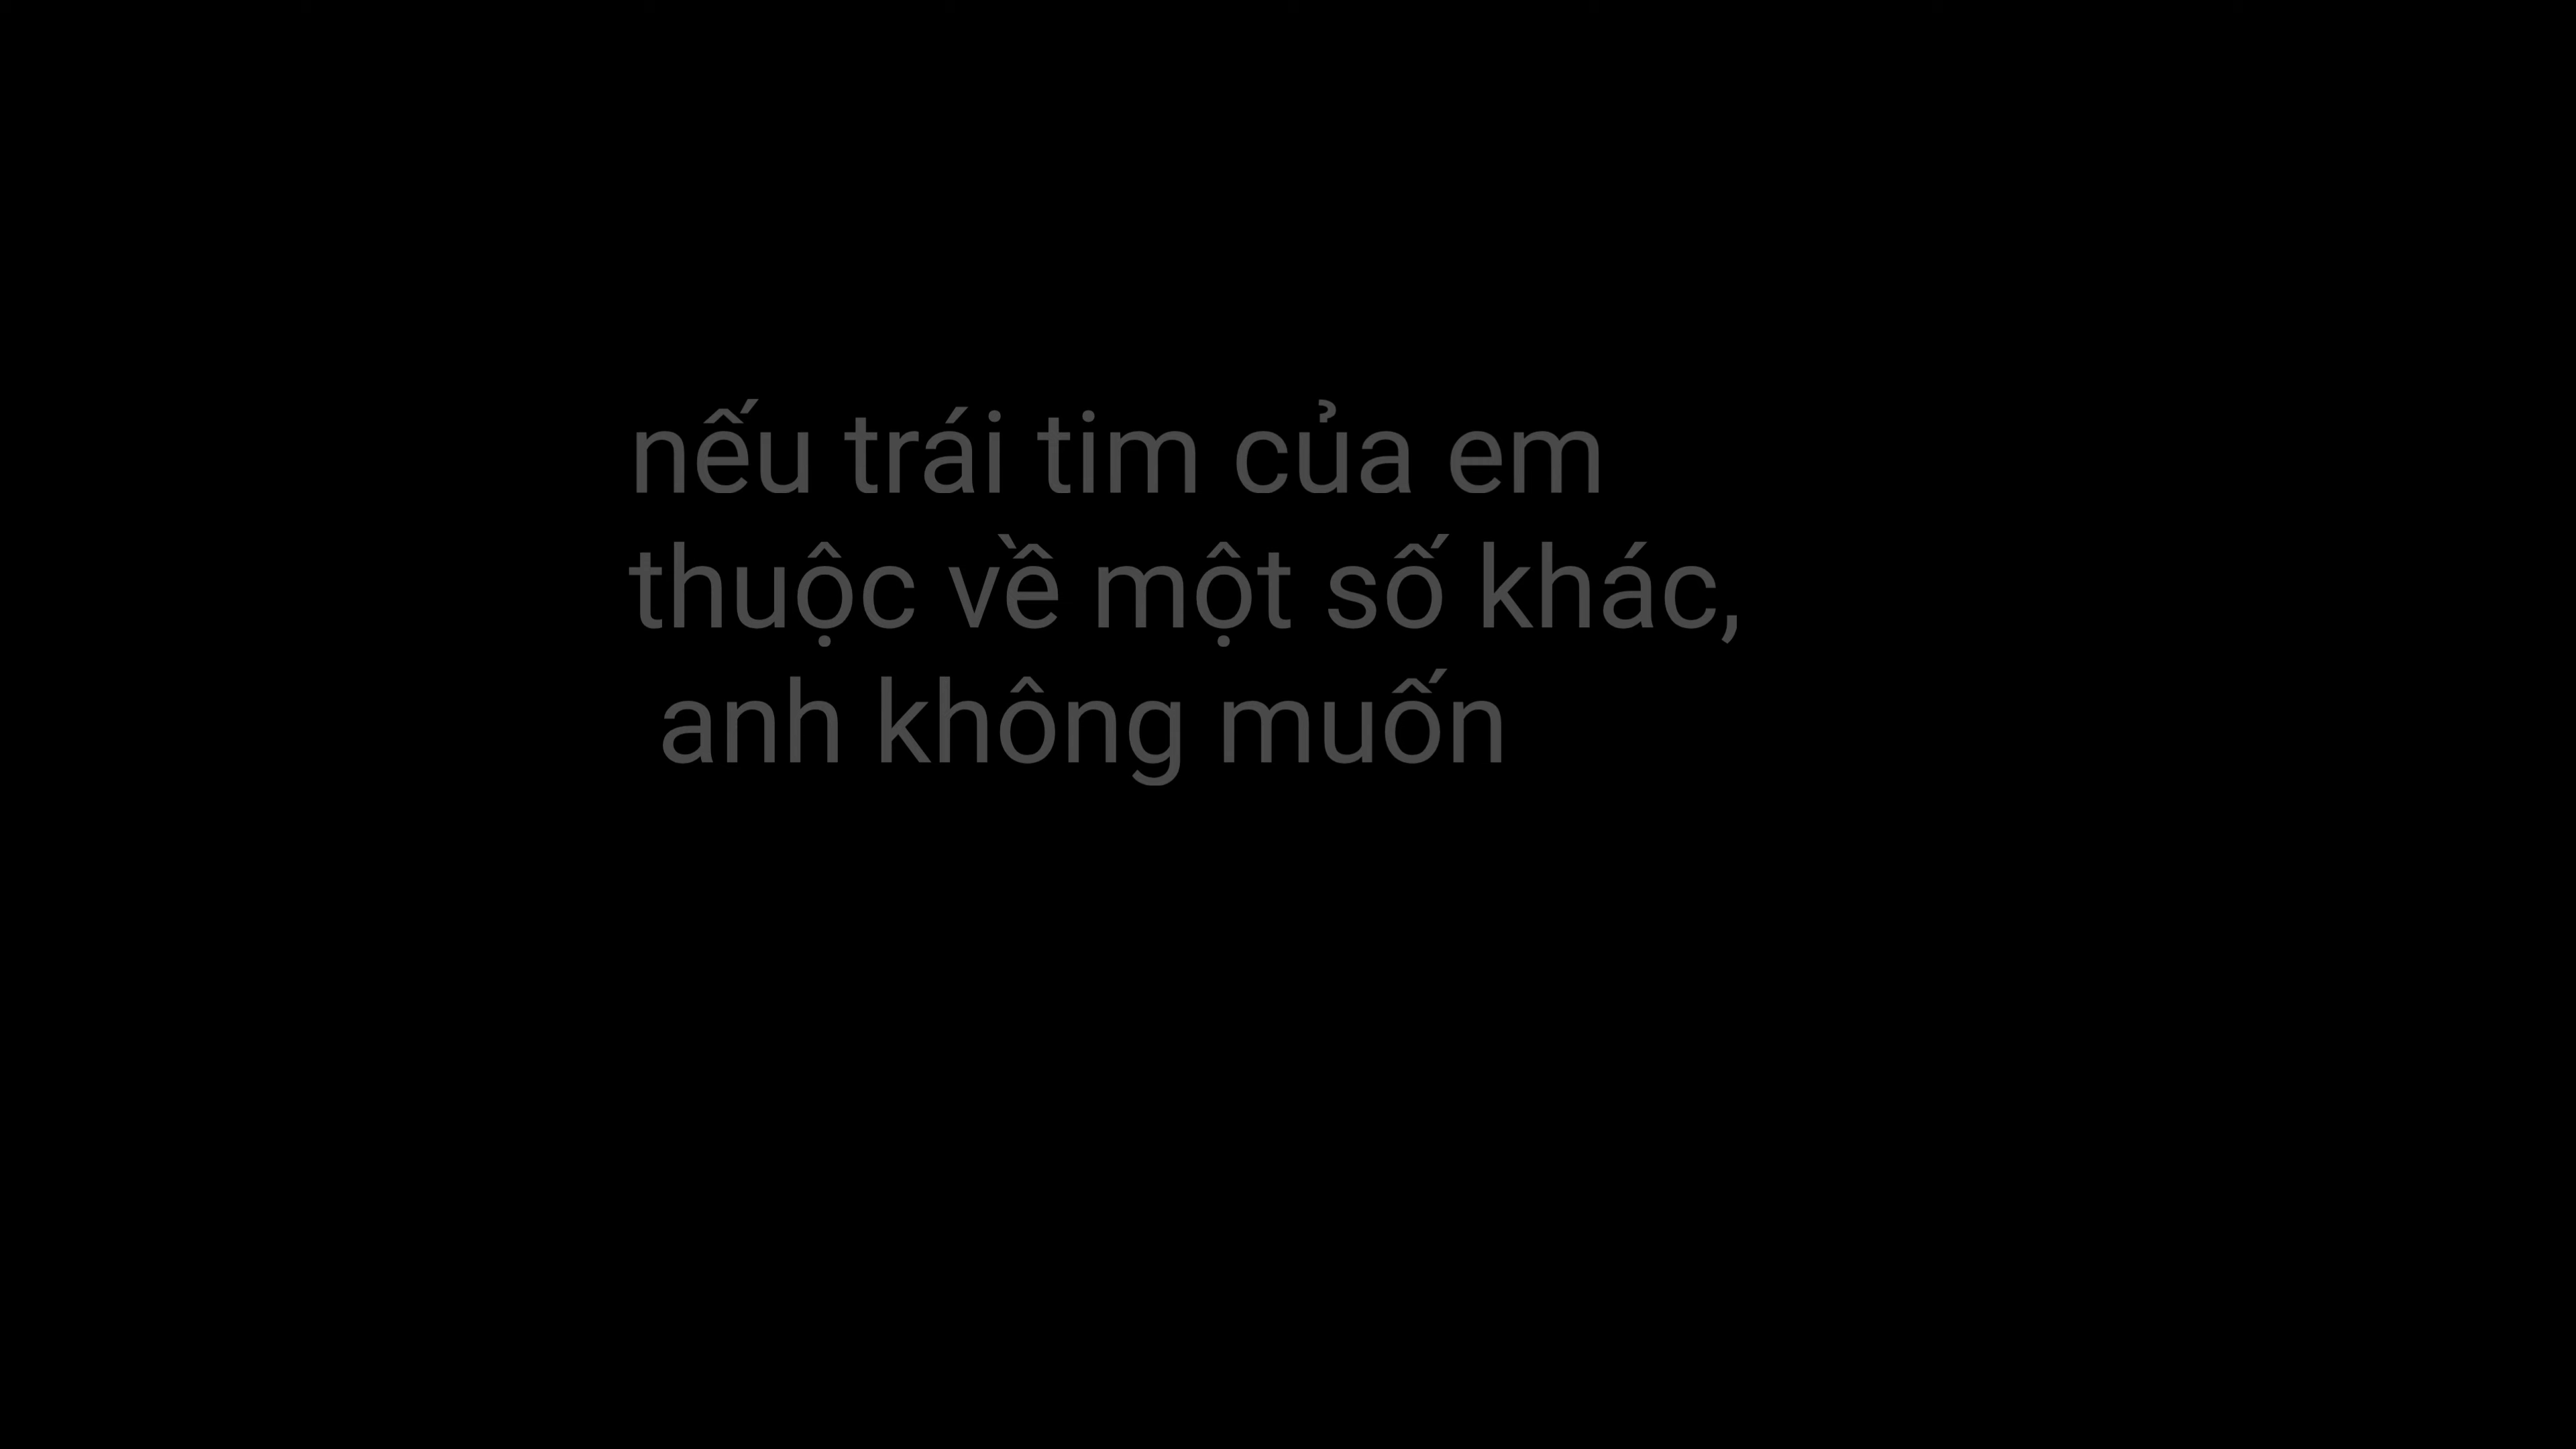 nếu trái tim của em
thuộc về một số khác,
anh không muốn